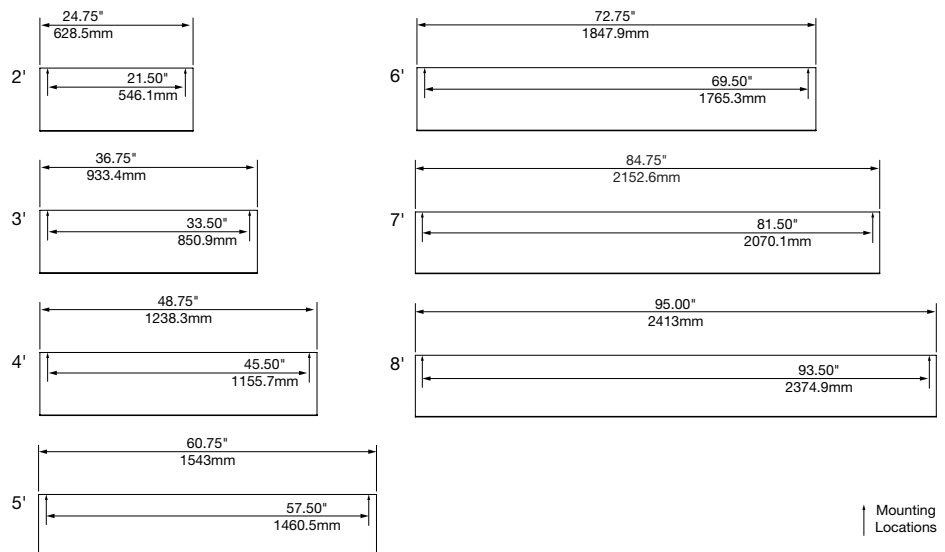 24.75"
628.5mm
2'
21.50"
546.1mm
36.75"
933.4mm
3'
33.50"
850.9mm
48.75"
1238.3mm
4'
45.50"
1155.7mm
60.75"
1543mm
5'
57.50"
1460.5mm
72.75"
1847.9mm
6'
69.50"
1765.3mm
84.75"
2152.6mm
7'
81.50"
2070.1mm
95.00"
2413mm
8'
93.50"
2374.9mm
Mounting
Locations